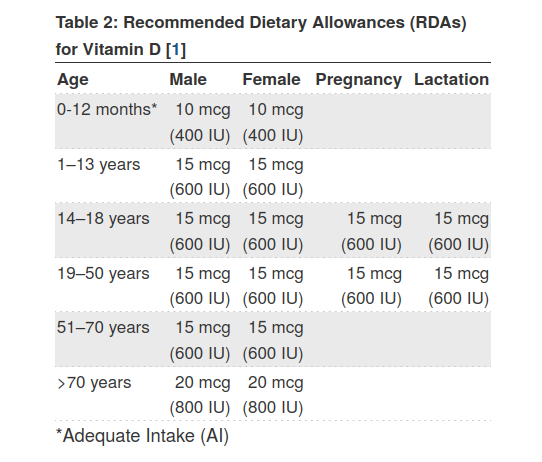 Table 2: Recommended Dietary Allowances (RDAs)
for Vitamin D [1]
Age Male Female Pregnancy Lactation
0-12 months* 10 mcg 10 mcg
(400 IU) (400 IU)
1–13 years 15 mcg 15 mcg
(600 IU) (600 IU)
14–18 years 15 mcg 15 mcg 15 mcg 15 mcg
(600 IU) (600 IU) (600 IU) (600 IU)
19–50 years 15 mcg 15 mcg 15 mcg 15 mcg
(600 IU) (600 IU) (600 IU) (600 IU)
51–70 years 15 mcg 15 mcg
(600 IU) (600 IU)
>70 years 20 mcg 20 mcg
(800 IU) (800 IU)
*Adequate Intake (AI)